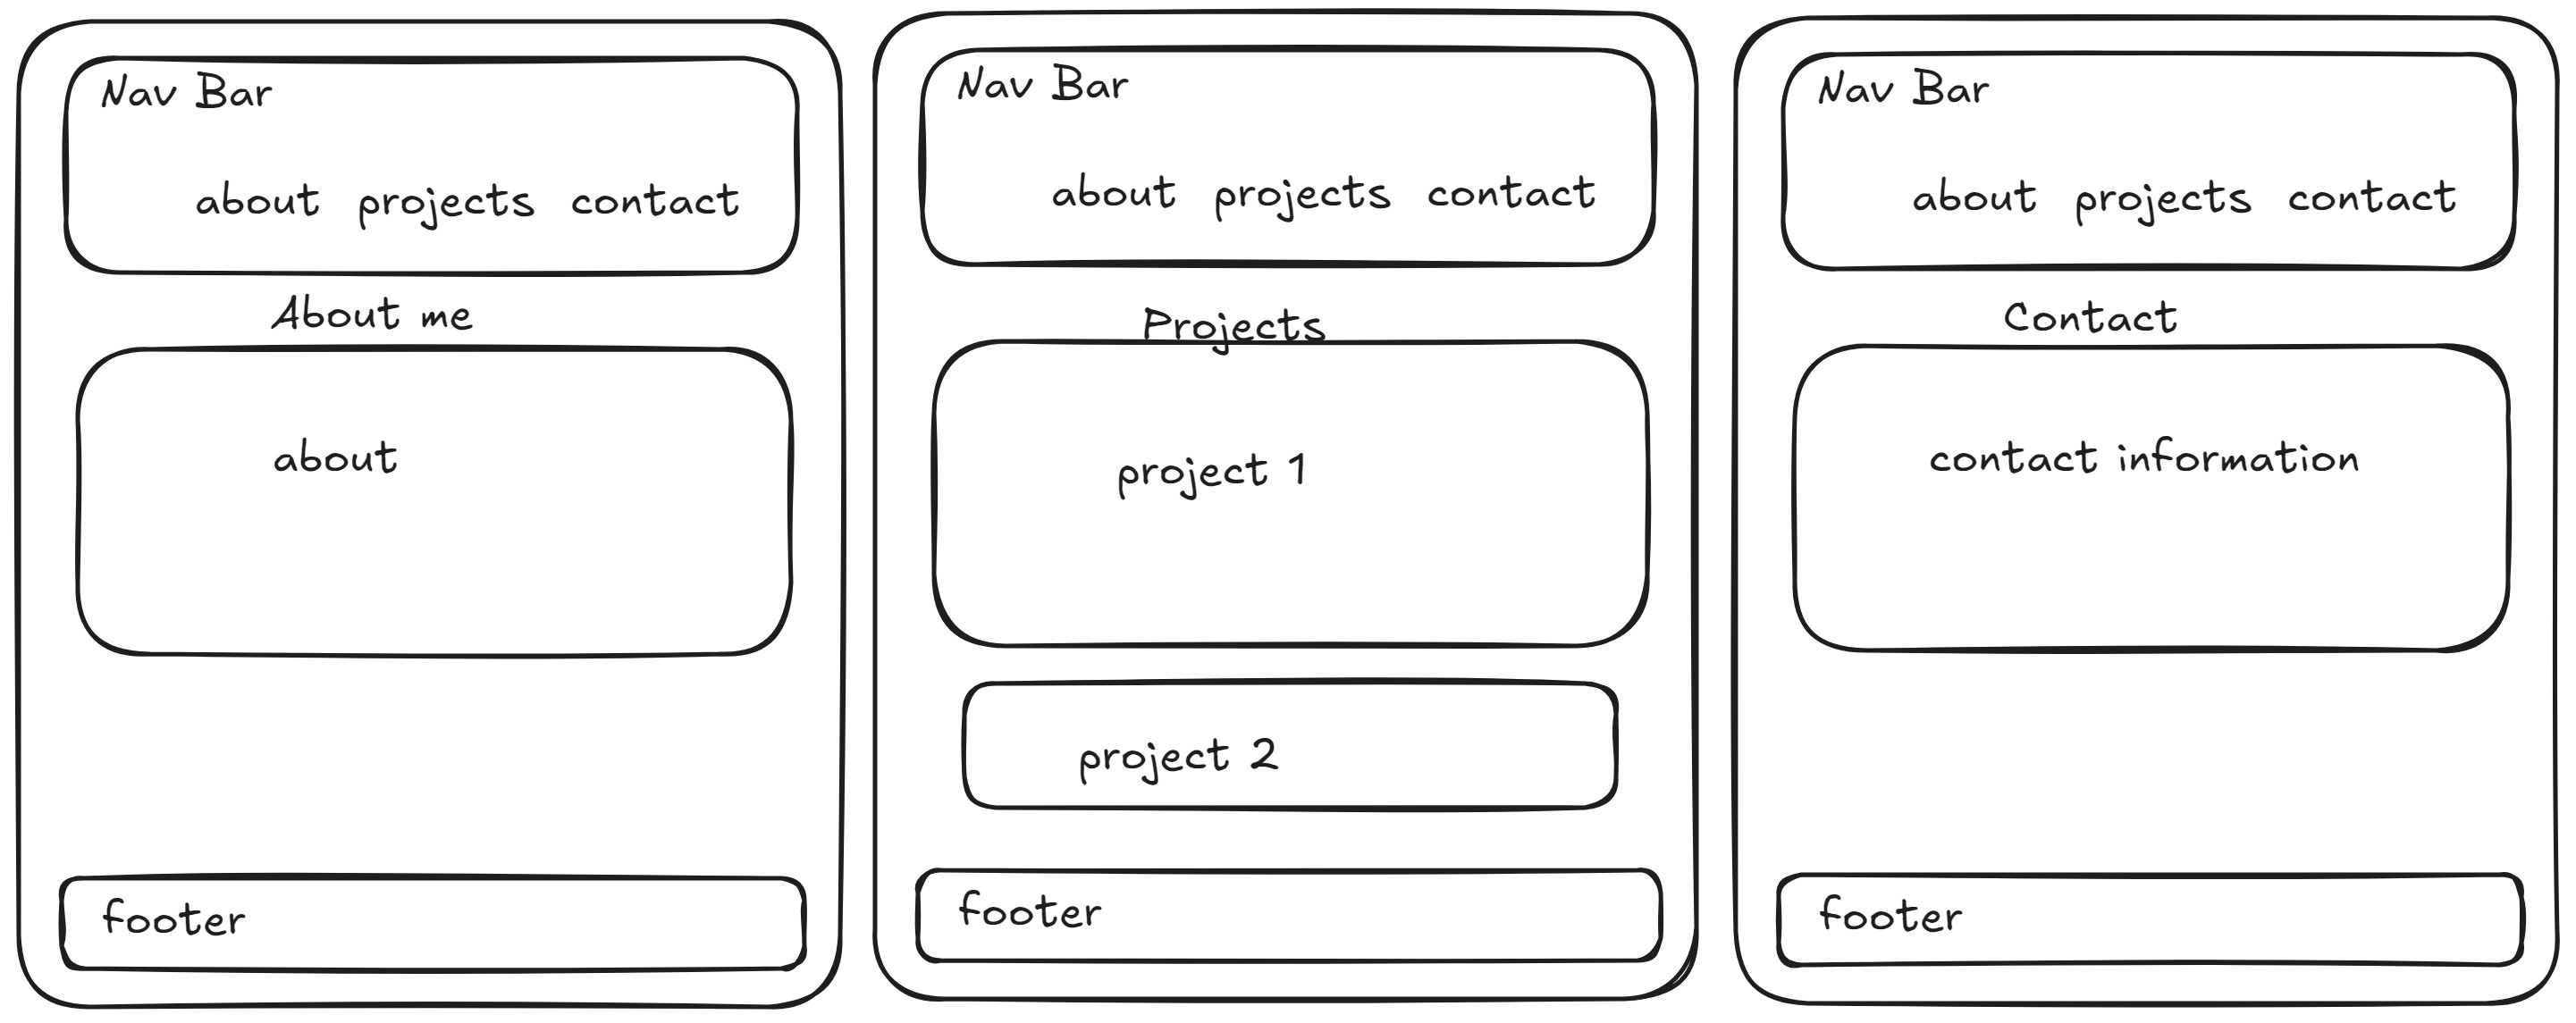 Nav Bar
about projects contact
About me
about
footer
Nav Bar
about projects contact
Projects
project 1
project 2
footer
Nav Bar
about projects contact
Contact
contact information
footer